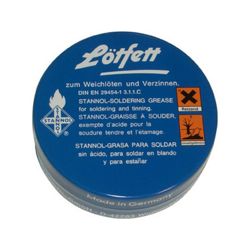 Lötfett
zum Weichlöten und Verzinnen.
DIN EN 29454-1 3.1.1.C
STANNOL-SOLDERING GREASE
for soldering and tinning.
STANNOL-GRAISSE À SOUDER,
exempte d'acide pour la
soudure tendre et l'etamage.
STANNOL-GRASA PARA SOLDAR
sin ácido, para soldar en blando
y para estañar
STANNOL
Reizend
Made in Germany